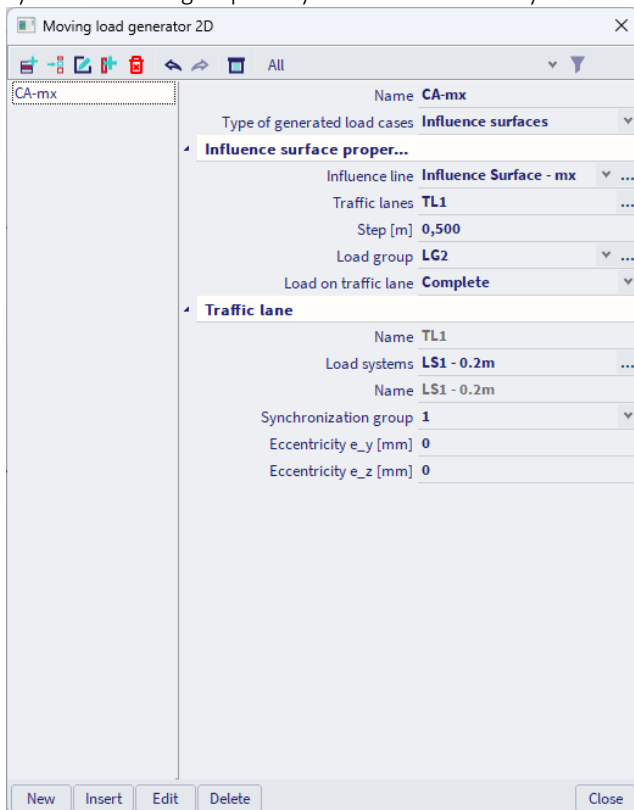 Moving load generator 2D
All
CA-mx
Name CA-mx
Type of generated load cases Influence surfaces
Influence surface proper...
Influence line Influence Surface - mx ...
Traffic lanes TL1 ...
Step [m] 0,500
Load group LG2 ...
Load on traffic lane Complete
Traffic lane
Name TL1
Load systems LS1 - 0.2m ...
Name LS1 - 0.2m
Synchronization group 1
Eccentricity e_y [mm] 0
Eccentricity e_z [mm] 0
New Insert Edit Delete Close